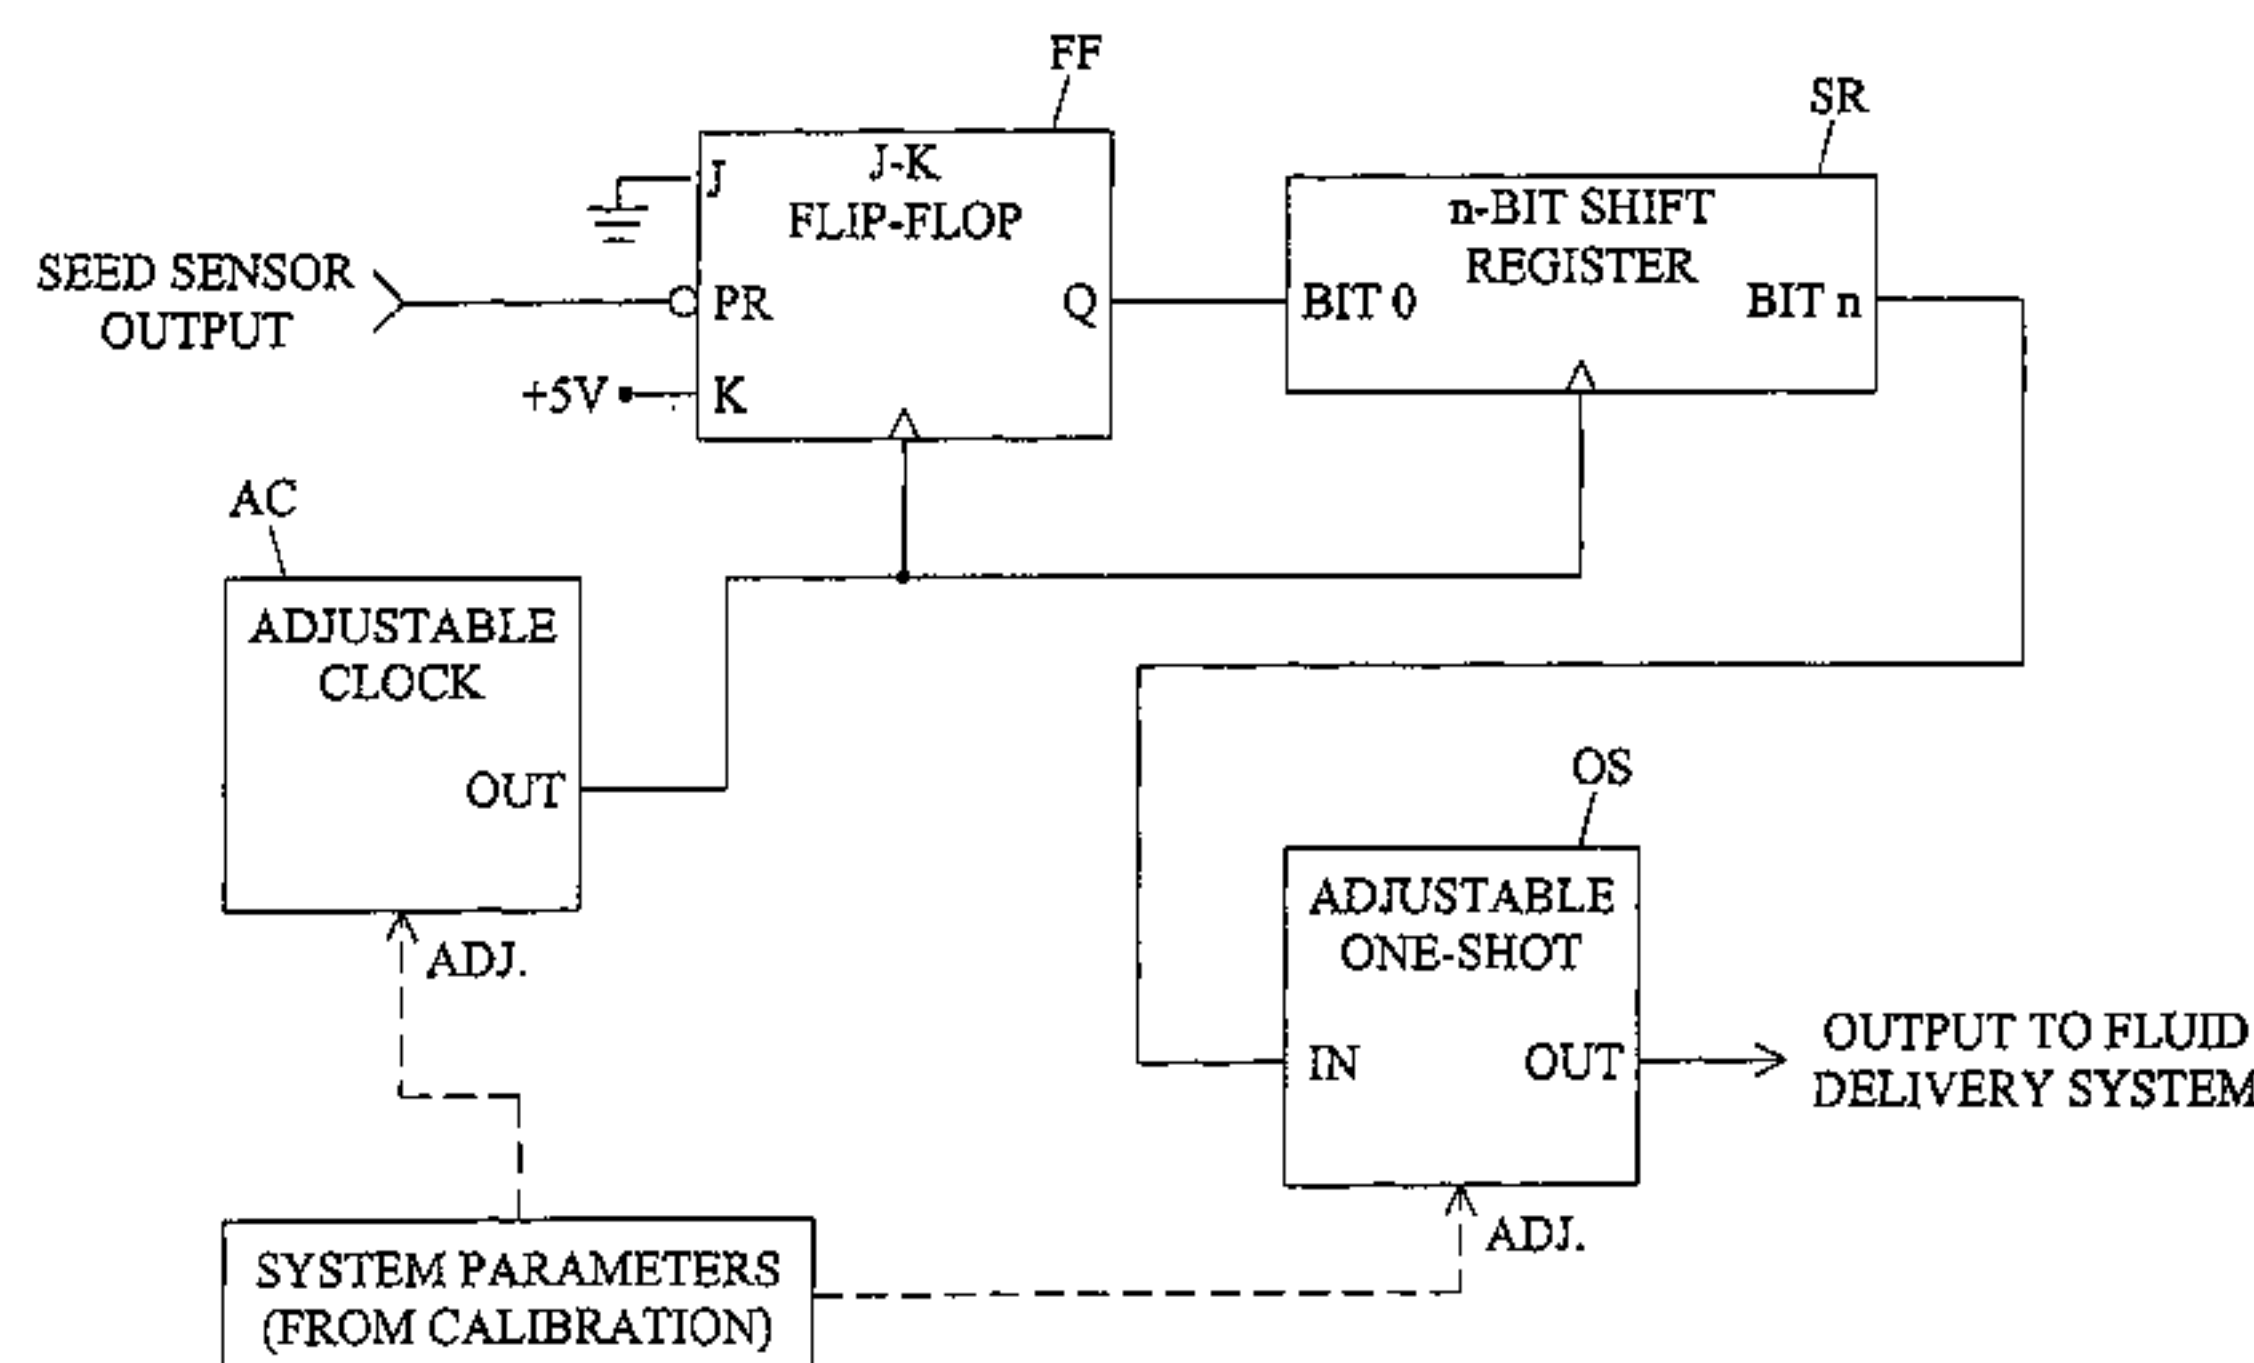 FF
SR
J
J-K
FLIP-FLOP
n-BIT SHIFT
REGISTER
SEED SENSOR
OUTPUT
PR
Q
BIT 0
BIT n
+5V
K
AC
ADJUSTABLE
CLOCK
OUT
OS
ADJUSTABLE
ONE-SHOT
ADJ.
IN
OUT
OUTPUT TO FLUID
DELIVERY SYSTEM
ADJ.
SYSTEM PARAMETERS
(FROM CALIBRATION)